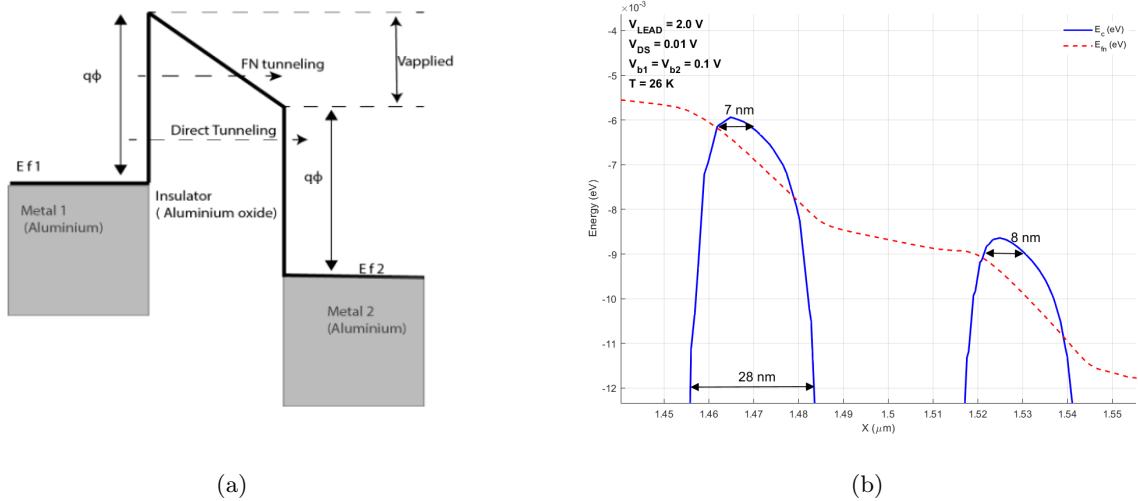 qϕ
FN tunneling
Vapplied
Direct Tunneling
Ef1
qϕ
Insulator
( Aluminium oxide)
Metal 1
(Aluminium)
Ef2
Metal 2
(Aluminium)
(a)
×10⁻³
V_LEAD = 2.0 V
V_DS = 0.01 V
V_b1 = V_b2 = 0.1 V
T = 26 K
E_c (eV)
E_fn (eV)
7 nm
8 nm
28 nm
-4
-5
-6
-7
-8
-9
-10
-11
-12
Energy (eV)
1.45 1.46 1.47 1.48 1.49 1.5 1.51 1.52 1.53 1.54 1.55
X (μm)
(b)